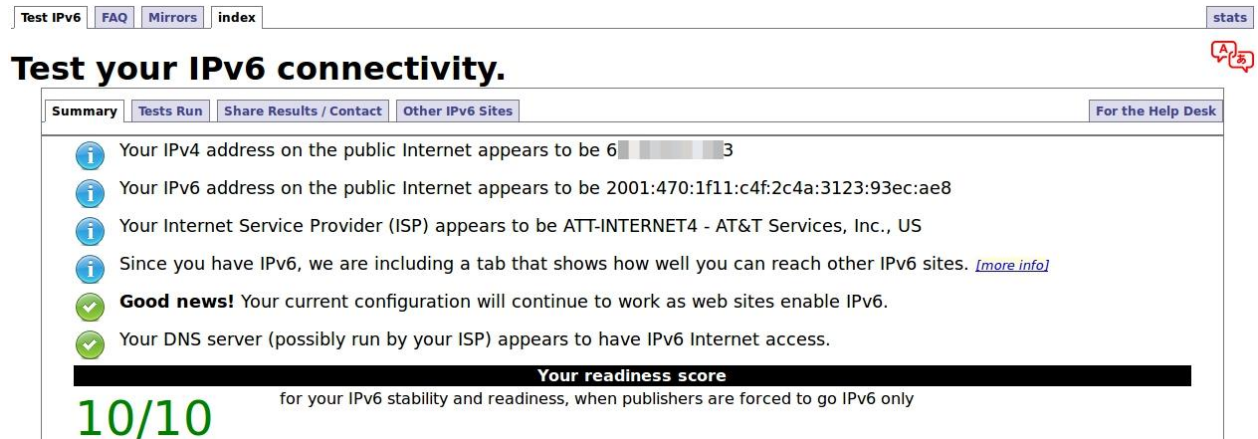 Test IPv6 FAQ Mirrors index stats
Test your IPv6 connectivity.
Summary Tests Run Share Results / Contact Other IPv6 Sites For the Help Desk
Your IPv4 address on the public Internet appears to be 6 3
Your IPv6 address on the public Internet appears to be 2001:470:1f11:c4f:2c4a:3123:93ec:ae8
Your Internet Service Provider (ISP) appears to be ATT-INTERNET4 - AT&T Services, Inc., US
Since you have IPv6, we are including a tab that shows how well you can reach other IPv6 sites. [more info]
Good news! Your current configuration will continue to work as web sites enable IPv6.
Your DNS server (possibly run by your ISP) appears to have IPv6 Internet access.
Your readiness score
10/10 for your IPv6 stability and readiness, when publishers are forced to go IPv6 only